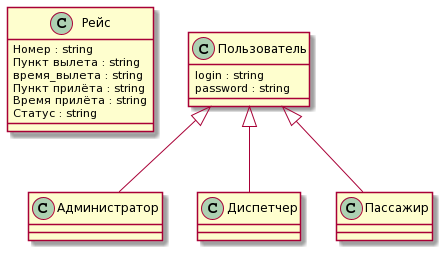 C Рейс
Номер : string
Пункт вылета : string
время_вылета : string
Пункт прилёта : string
Время прилёта : string
Статус : string
C Пользователь
login : string
password : string
C Администратор
C Диспетчер
C Пассажир